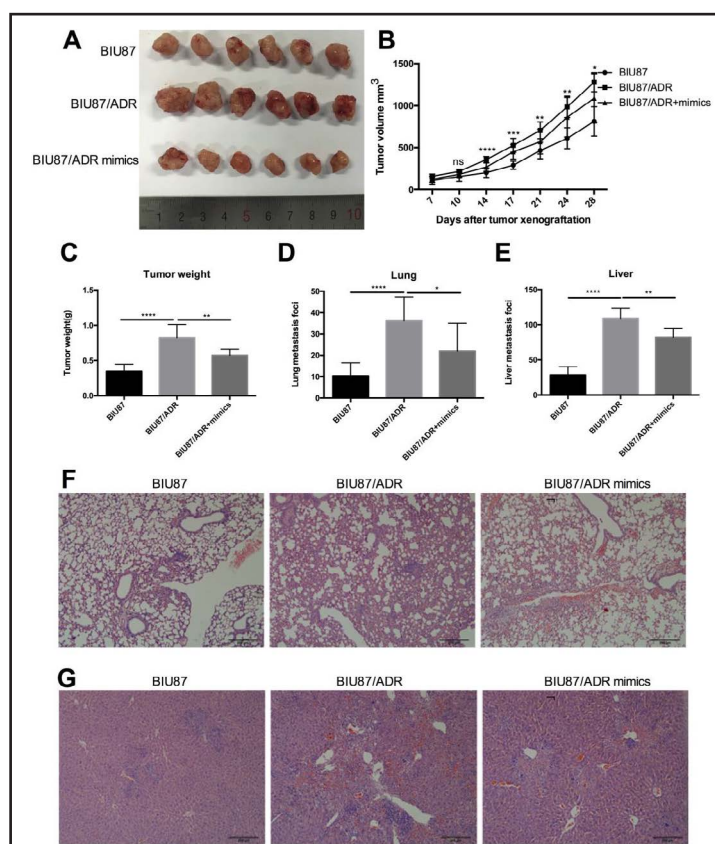 A
BIU87
BIU87/ADR
BIU87/ADR mimics
1 2 3 4 5 6 7 8 9 10
B
Tumor volume mm3
1500
1000
500
0
7 10 14 17 21 24 28
Days after tumor xenograftation
ns **** *** ** ** ** *
BIU87
BIU87/ADR
BIU87/ADR+mimics
C
Tumor weight
Tumor weight(g)
1.5
1.0
0.5
0.0
**** **
BIU87 BIU87/ADR BIU87/ADR+mimics
D
Lung
Lung metastasis foci
50
40
30
20
10
0
**** *
BIU87 BIU87/ADR BIU87/ADR+mimics
E
Liver
Liver metastasis foci
150
100
50
0
**** **
BIU87 BIU87/ADR BIU87/ADR+mimics
F
BIU87 BIU87/ADR BIU87/ADR mimics
G
BIU87 BIU87/ADR BIU87/ADR mimics